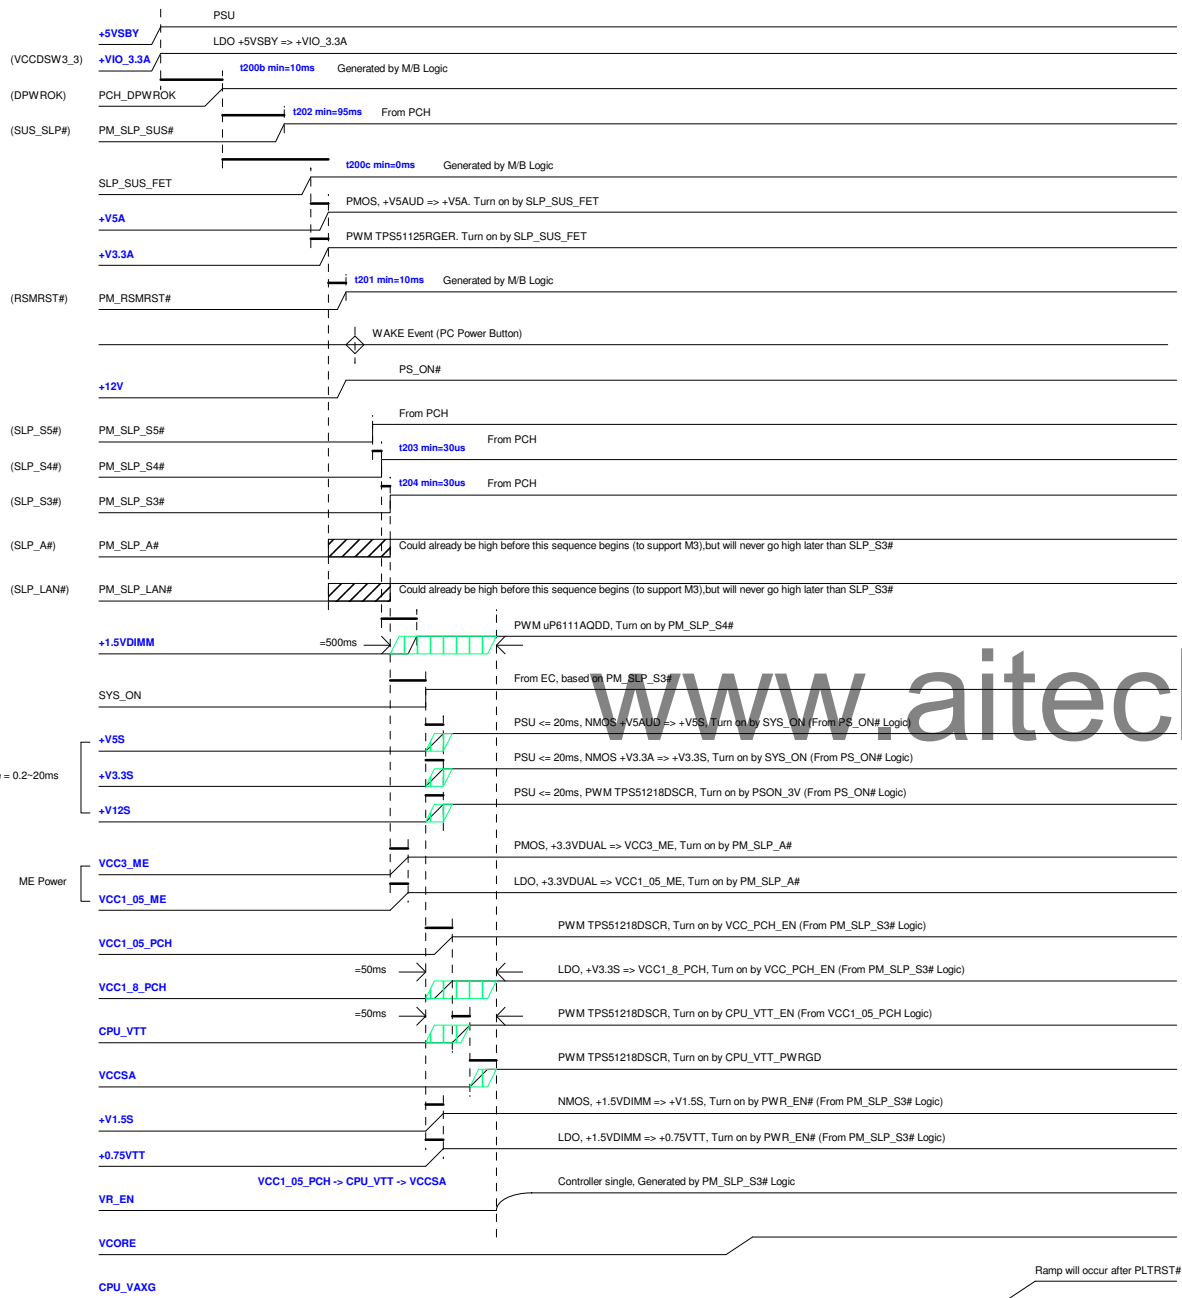 PSU
+5VSBY
LDO +5VSBY => +VIO_3.3A
(VCCDSW3_3) +VIO_3.3A
t200b min=10ms Generated by M/B Logic
(DPWROK) PCH_DPWROK
t202 min=95ms From PCH
(SUS_SLP#) PM_SLP_SUS#
t200c min=0ms Generated by M/B Logic
SLP_SUS_FET
PMOS, +V5AUD => +V5A. Turn on by SLP_SUS_FET
+V5A
PWM TPS51125RGER. Turn on by SLP_SUS_FET
+V3.3A
t201 min=10ms Generated by M/B Logic
(RSMRST#) PM_RSMRST#
WAKE Event (PC Power Button)
PS_ON#
+12V
From PCH
(SLP_S5#) PM_SLP_S5#
t203 min=30us From PCH
(SLP_S4#) PM_SLP_S4#
t204 min=30us From PCH
(SLP_S3#) PM_SLP_S3#
(SLP_A#) PM_SLP_A# Could already be high before this sequence begins (to support M3),but will never go high later than SLP_S3#
(SLP_LAN#) PM_SLP_LAN# Could already be high before this sequence begins (to support M3),but will never go high later than SLP_S3#
PWM uP6111AQDD, Turn on by PM_SLP_S4#
+1.5VDIMM =500ms
From EC, based on PM_SLP_S3#
SYS_ON
www.aitec
PSU <= 20ms, NMOS +V5AUD => +V5S, Turn on by SYS_ON (From PS_ON# Logic)
+V5S
PSU <= 20ms, NMOS +V3.3A => +V3.3S, Turn on by SYS_ON (From PS_ON# Logic)
= 0.2~20ms +V3.3S
PSU <= 20ms, PWM TPS51218DSCR, Turn on by PSON_3V (From PS_ON# Logic)
+V12S
PMOS, +3.3VDUAL => VCC3_ME, Turn on by PM_SLP_A#
VCC3_ME
ME Power
LDO, +3.3VDUAL => VCC1_05_ME, Turn on by PM_SLP_A#
VCC1_05_ME
PWM TPS51218DSCR, Turn on by VCC_PCH_EN (From PM_SLP_S3# Logic)
VCC1_05_PCH
=50ms LDO, +V3.3S => VCC1_8_PCH, Turn on by VCC_PCH_EN (From PM_SLP_S3# Logic)
VCC1_8_PCH
=50ms PWM TPS51218DSCR, Turn on by CPU_VTT_EN (From VCC1_05_PCH Logic)
CPU_VTT
PWM TPS51218DSCR, Turn on by CPU_VTT_PWRGD
VCCSA
NMOS, +1.5VDIMM => +V1.5S, Turn on by PWR_EN# (From PM_SLP_S3# Logic)
+V1.5S
LDO, +1.5VDIMM => +0.75VTT, Turn on by PWR_EN# (From PM_SLP_S3# Logic)
+0.75VTT
VCC1_05_PCH -> CPU_VTT -> VCCSA Controller single, Generated by PM_SLP_S3# Logic
VR_EN
VCORE
Ramp will occur after PLTRST#
CPU_VAXG